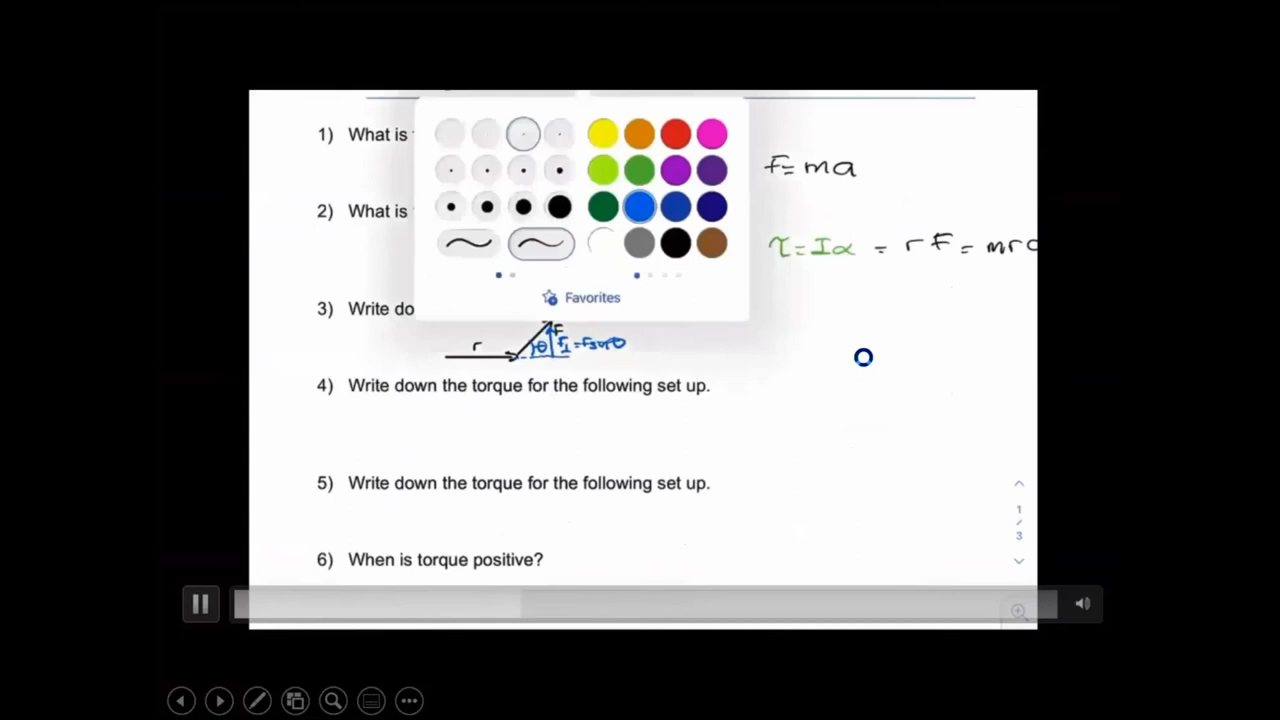 1) What is
F=ma
2) What is
τ=Iα = rF = mra
3) Write do
Favorites
r
F
θ
F⊥=Fsinθ
4) Write down the torque for the following set up.
5) Write down the torque for the following set up.
1
/
3
6) When is torque positive?